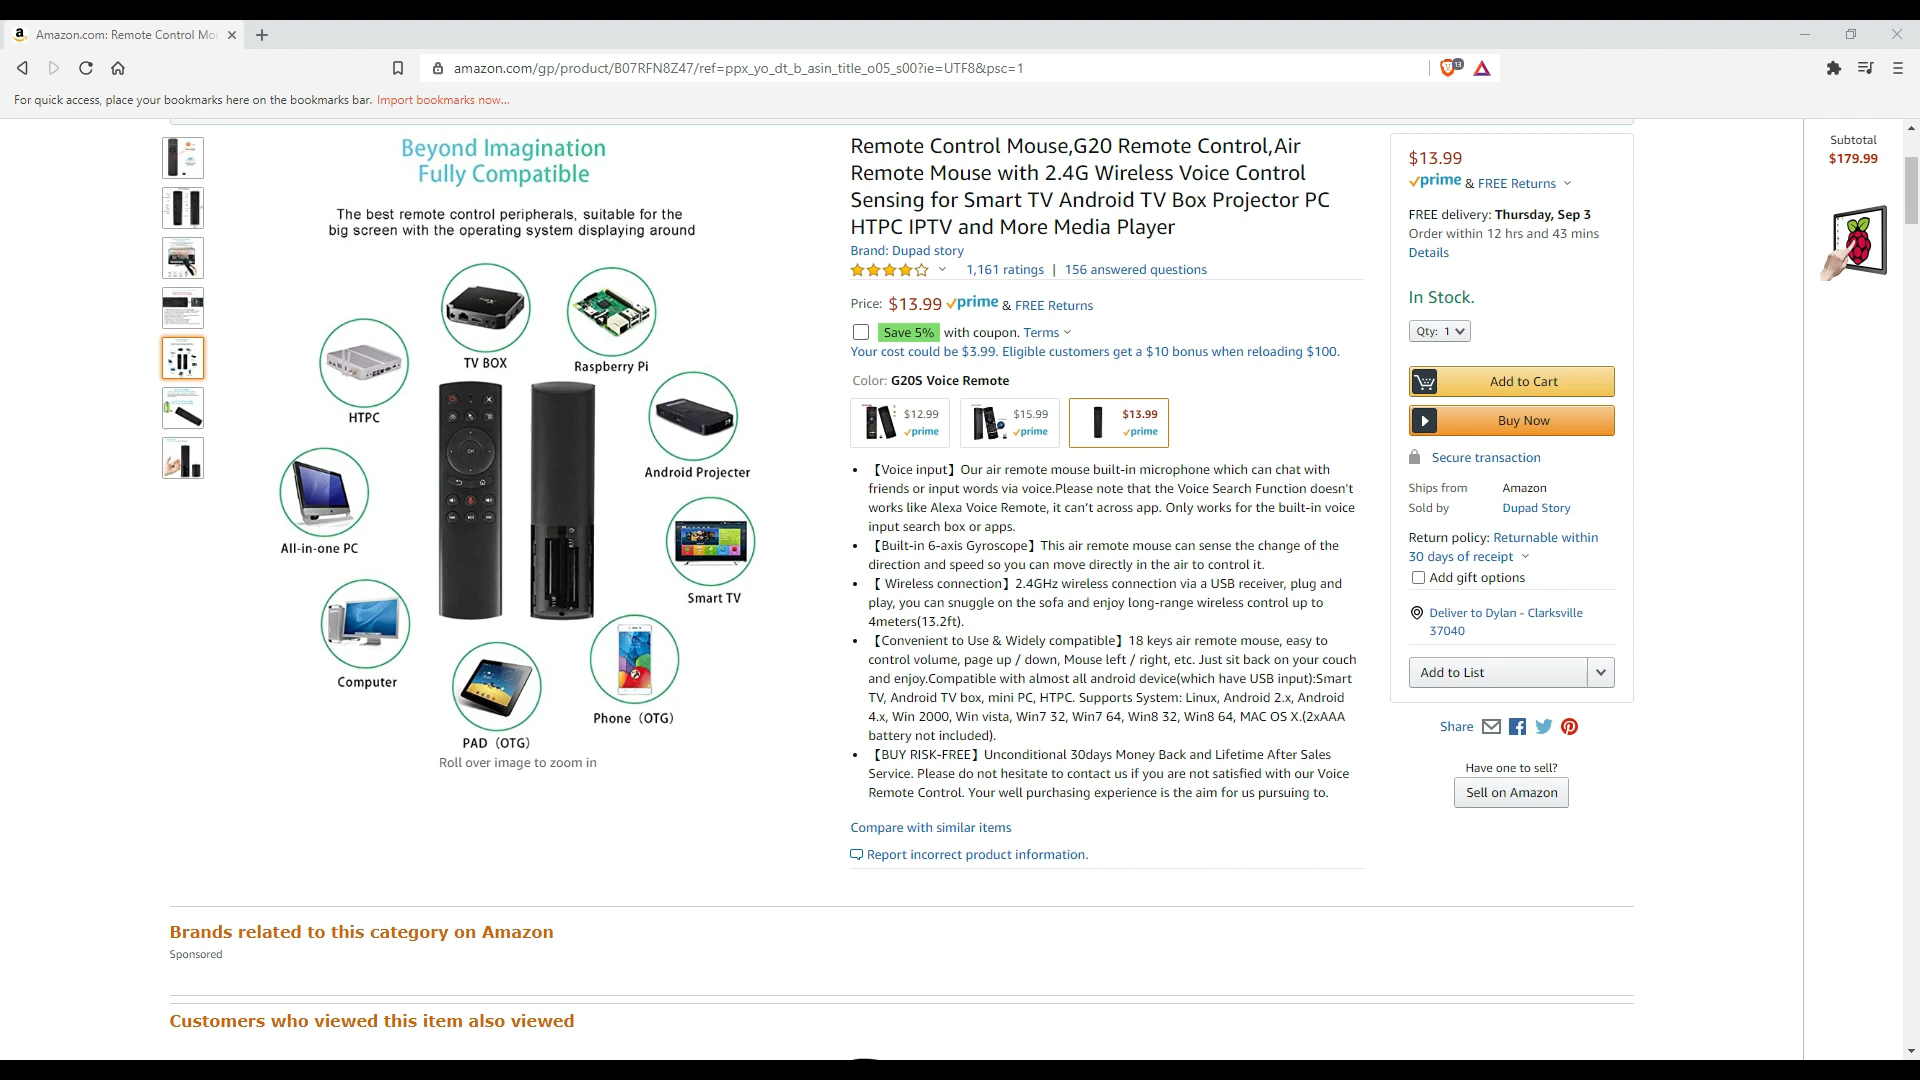 Amazon.com: Remote Control Mo
amazon.com/gp/product/B07RFN8Z47/ref=ppx_yo_dt_b_asin_title_o05_s00?ie=UTF8&psc=1
13
For quick access, place your bookmarks here on the bookmarks bar. Import bookmarks now...
Beyond Imagination
Fully Compatible
The best remote control peripherals, suitable for the
big screen with the operating system displaying around
TV BOX
Raspberry Pi
HTPC
Android Projecter
All-in-one PC
OK
Smart TV
Computer
Phone (OTG)
PAD (OTG)
Roll over image to zoom in
Remote Control Mouse,G20 Remote Control,Air
Remote Mouse with 2.4G Wireless Voice Control
Sensing for Smart TV Android TV Box Projector PC
HTPC IPTV and More Media Player
Brand: Dupad story
1,161 ratings | 156 answered questions
Price: $13.99 prime & FREE Returns
Save 5% with coupon. Terms
Your cost could be $3.99. Eligible customers get a $10 bonus when reloading $100.
Color: G20S Voice Remote
$12.99 prime
$15.99 prime
$13.99 prime
• 【Voice input】Our air remote mouse built-in microphone which can chat with
friends or input words via voice.Please note that the Voice Search Function doesn't
works like Alexa Voice Remote, it can't across app. Only works for the built-in voice
input search box or apps.
• 【Built-in 6-axis Gyroscope】This air remote mouse can sense the change of the
direction and speed so you can move directly in the air to control it.
• 【 Wireless connection】2.4GHz wireless connection via a USB receiver, plug and
play, you can snuggle on the sofa and enjoy long-range wireless control up to
4meters(13.2ft).
• 【Convenient to Use & Widely compatible】18 keys air remote mouse, easy to
control volume, page up / down, Mouse left / right, etc. Just sit back on your couch
and enjoy.Compatible with almost all android device(which have USB input):Smart
TV, Android TV box, mini PC, HTPC. Supports System: Linux, Android 2.x, Android
4.x, Win 2000, Win vista, Win7 32, Win7 64, Win8 32, Win8 64, MAC OS X.(2xAAA
battery not included).
• 【BUY RISK-FREE】Unconditional 30days Money Back and Lifetime After Sales
Service. Please do not hesitate to contact us if you are not satisfied with our Voice
Remote Control. Your well purchasing experience is the aim for us pursuing to.
Compare with similar items
Report incorrect product information.
$13.99
prime & FREE Returns
FREE delivery: Thursday, Sep 3
Order within 12 hrs and 43 mins
Details
In Stock.
Qty: 1
Add to Cart
Buy Now
Secure transaction
Ships from Amazon
Sold by Dupad Story
Return policy: Returnable within
30 days of receipt
Add gift options
Deliver to Dylan - Clarksville
37040
Add to List
Share
Have one to sell?
Sell on Amazon
Subtotal
$179.99
Brands related to this category on Amazon
Sponsored
Customers who viewed this item also viewed